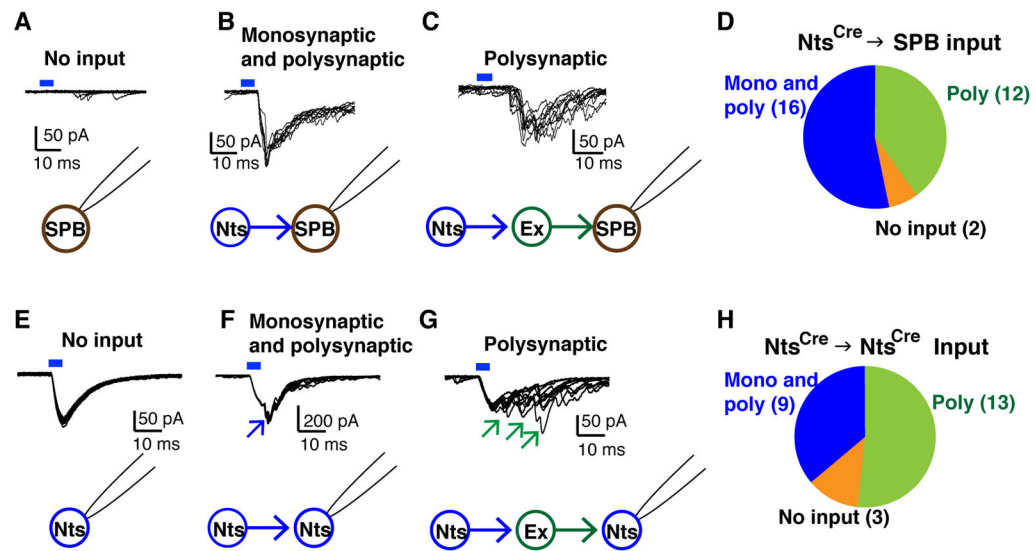 A
No input
50 pA
10 ms
SPB
B
Monosynaptic
and polysynaptic
50 pA
10 ms
Nts
SPB
C
Polysynaptic
50 pA
10 ms
Nts
Ex
SPB
D
Nts^Cre → SPB input
Mono and
poly (16)
Poly (12)
No input (2)
E
No input
50 pA
10 ms
Nts
F
Monosynaptic
and polysynaptic
200 pA
10 ms
Nts
Nts
G
Polysynaptic
50 pA
10 ms
Nts
Ex
Nts
H
Nts^Cre → Nts^Cre Input
Mono and
poly (9)
Poly (13)
No input (3)